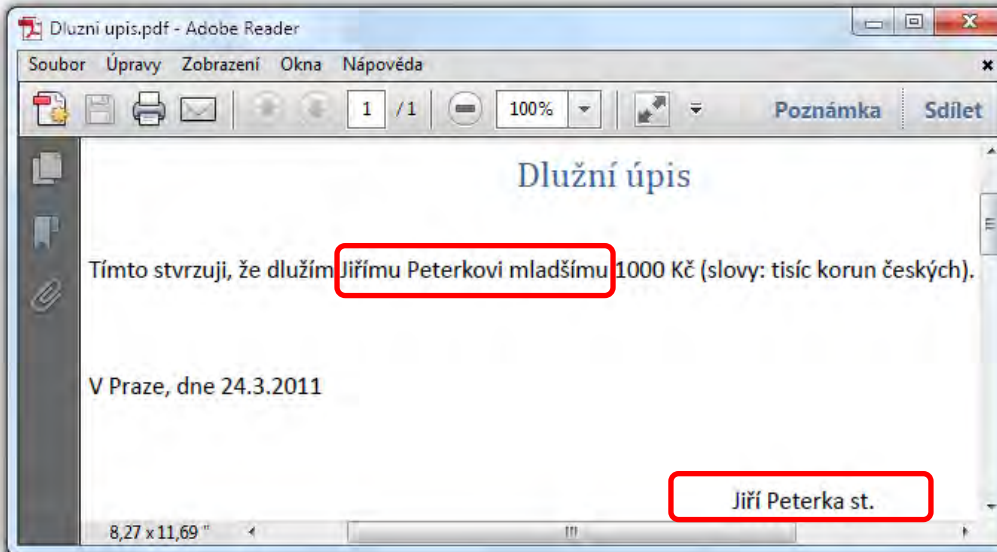 Dluzni upis.pdf - Adobe Reader
Soubor Úpravy Zobrazení Okna Nápověda
1 / 1 100% Poznámka Sdílet
Dlužní úpis
Tímto stvrzuji, že dlužím Jiřímu Peterkovi mladšímu 1000 Kč (slovy: tisíc korun českých).
V Praze, dne 24.3.2011
Jiří Peterka st.
8,27 x 11,69 "